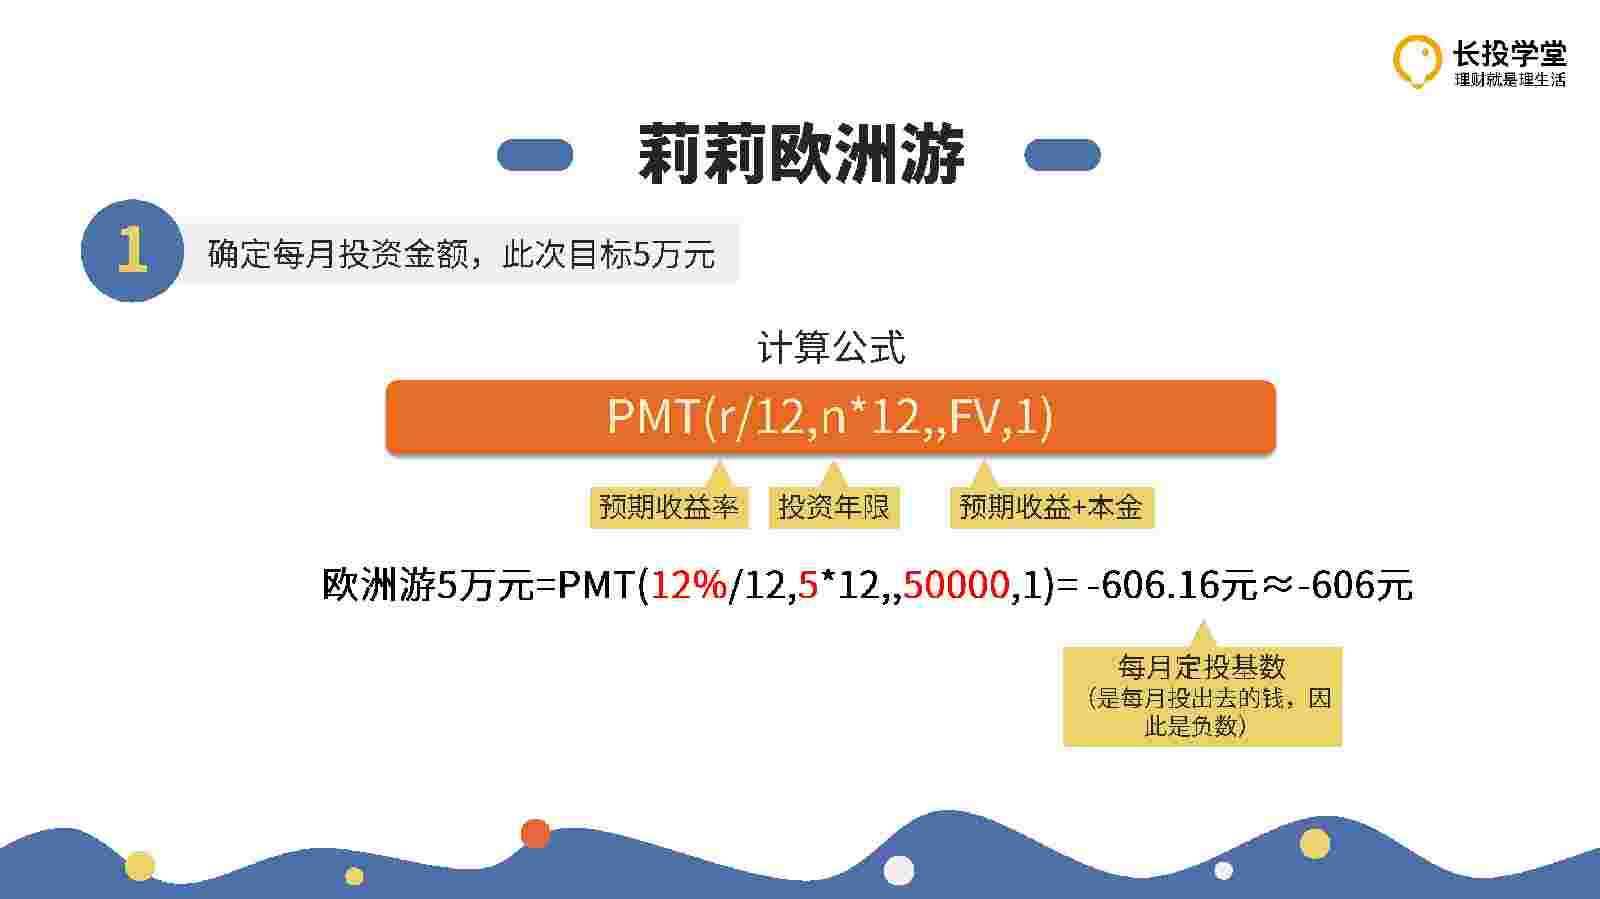 长投学堂
理财就是理生活
莉莉欧洲游
1
确定每月投资金额，此次目标5万元
计算公式
PMT(r/12,n*12,,FV,1)
预期收益率
投资年限
预期收益+本金
欧洲游5万元=PMT(12%/12,5*12,,50000,1)= -606.16元≈-606元
每月定投基数
（是每月投出去的钱，因
此是负数）